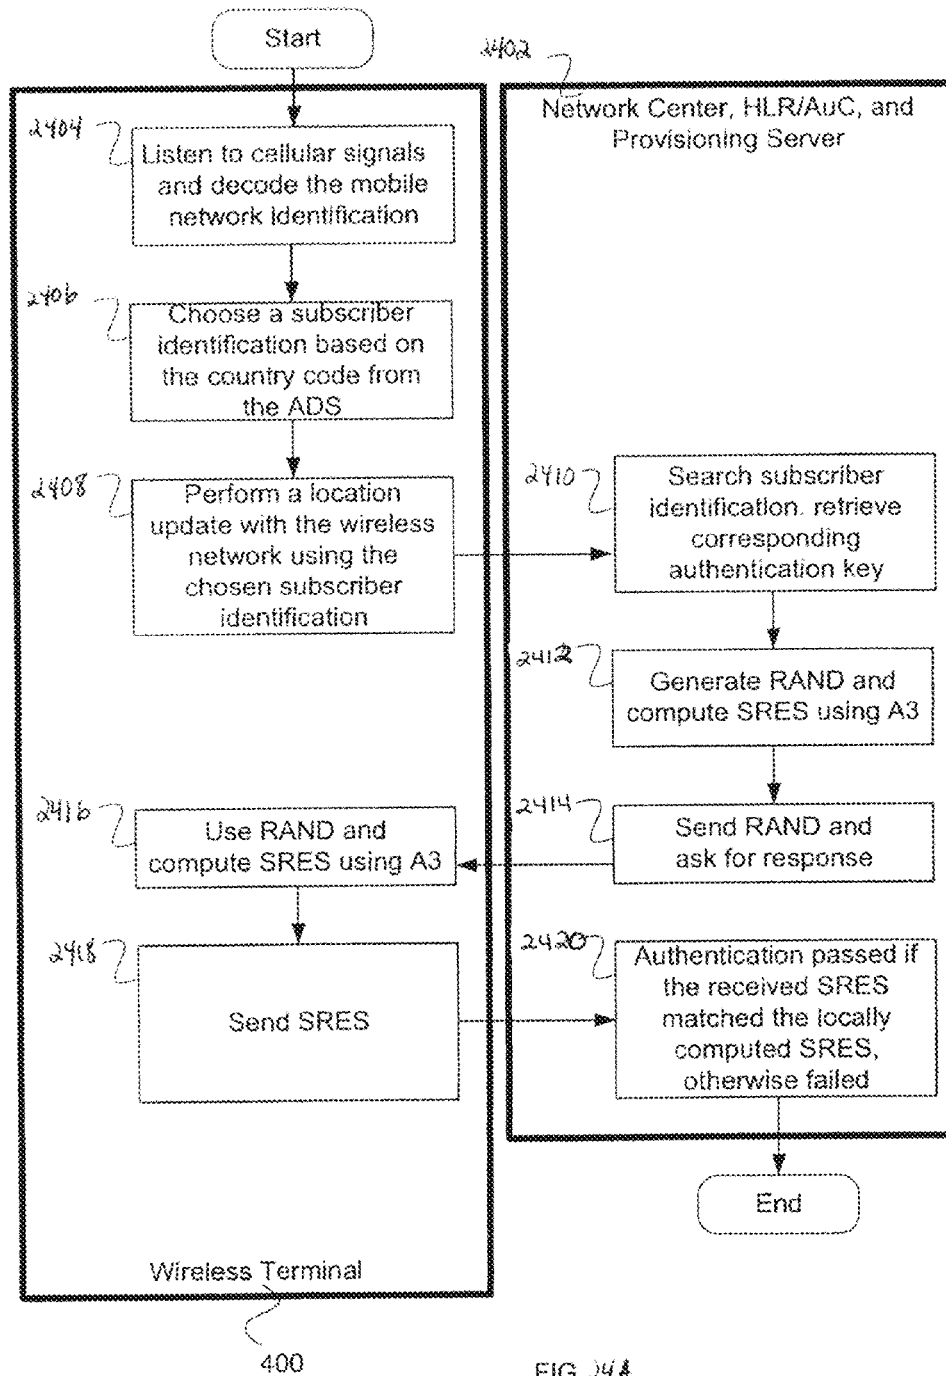 Start
2402
Network Center, HLR/AuC, and
Provisioning Server
2404
Listen to cellular signals
and decode the mobile
network identification
2406
Choose a subscriber
identification based on
the country code from
the ADS
2408
Perform a location
update with the wireless
network using the
chosen subscriber
identification
2410
Search subscriber
identification. retrieve
corresponding
authentication key
2412
Generate RAND and
compute SRES using A3
2414
Send RAND and
ask for response
2416
Use RAND and
compute SRES using A3
2418
Send SRES
2420
Authentication passed if
the received SRES
matched the locally
computed SRES,
otherwise failed
End
Wireless Terminal
400
FIG 24A